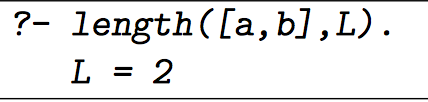 ?- length([a,b],L).
L = 2